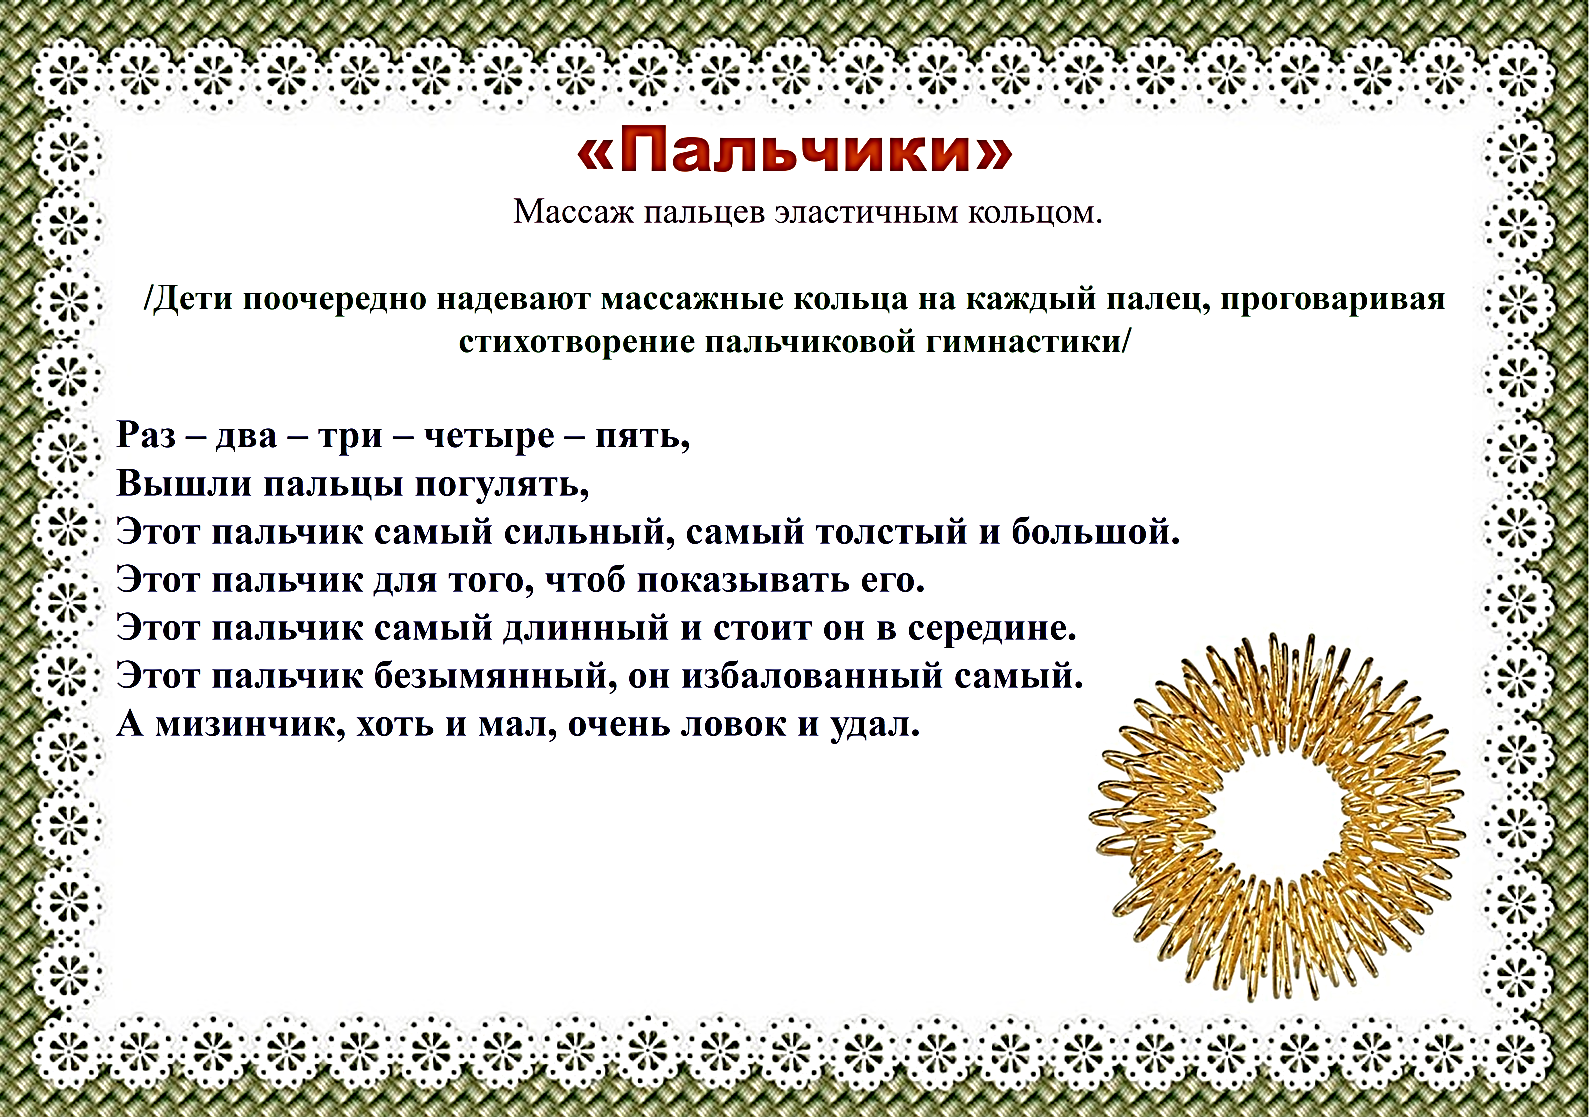 «Пальчики»
Массаж пальцев эластичным кольцом.
/Дети поочередно надевают массажные кольца на каждый палец, проговаривая
стихотворение пальчиковой гимнастики/
Раз – два – три – четыре – пять,
Вышли пальцы погулять,
Этот пальчик самый сильный, самый толстый и большой.
Этот пальчик для того, чтоб показывать его.
Этот пальчик самый длинный и стоит он в середине.
Этот пальчик безымянный, он избалованный самый.
А мизинчик, хоть и мал, очень ловок и удал.